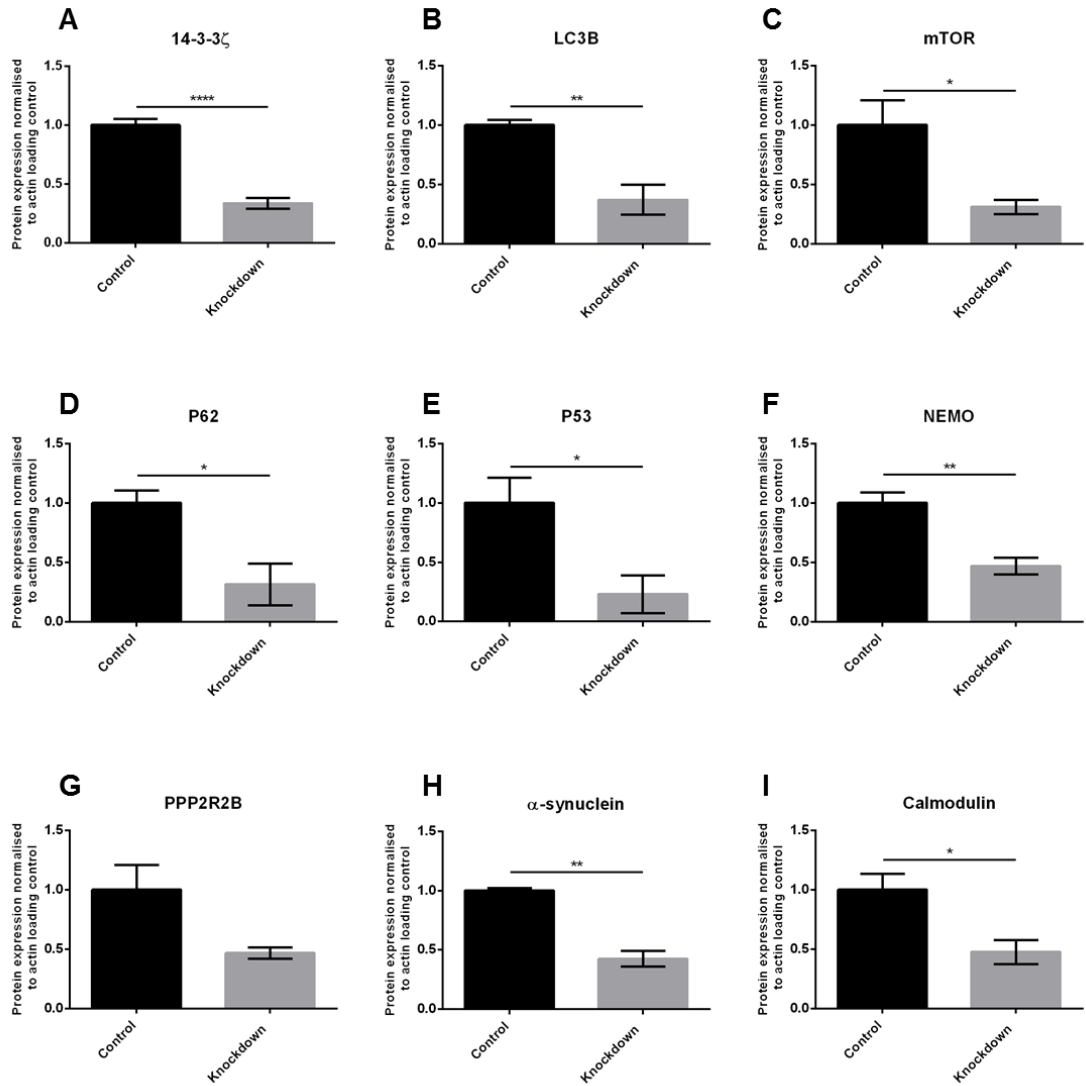 A
14-3-3ζ
Protein expression normalised
to actin loading control
1.5
1.0
0.5
0.0
****
Control
Knockdown
B
LC3B
Protein expression normalised
to actin loading control
1.5
1.0
0.5
0.0
**
Control
Knockdown
C
mTOR
Protein expression normalised
to actin loading control
1.5
1.0
0.5
0.0
*
Control
Knockdown
D
P62
Protein expression normalised
to actin loading control
1.5
1.0
0.5
0.0
*
Control
Knockdown
E
P53
Protein expression normalised
to actin loading control
1.5
1.0
0.5
0.0
*
Control
Knockdown
F
NEMO
Protein expression normalised
to actin loading control
1.5
1.0
0.5
0.0
**
Control
Knockdown
G
PPP2R2B
Protein expression normalised
to actin loading control
1.5
1.0
0.5
0.0
Control
Knockdown
H
α-synuclein
Protein expression normalised
to actin loading control
1.5
1.0
0.5
0.0
**
Control
Knockdown
I
Calmodulin
Protein expression normalised
to actin loading control
1.5
1.0
0.5
0.0
*
Control
Knockdown